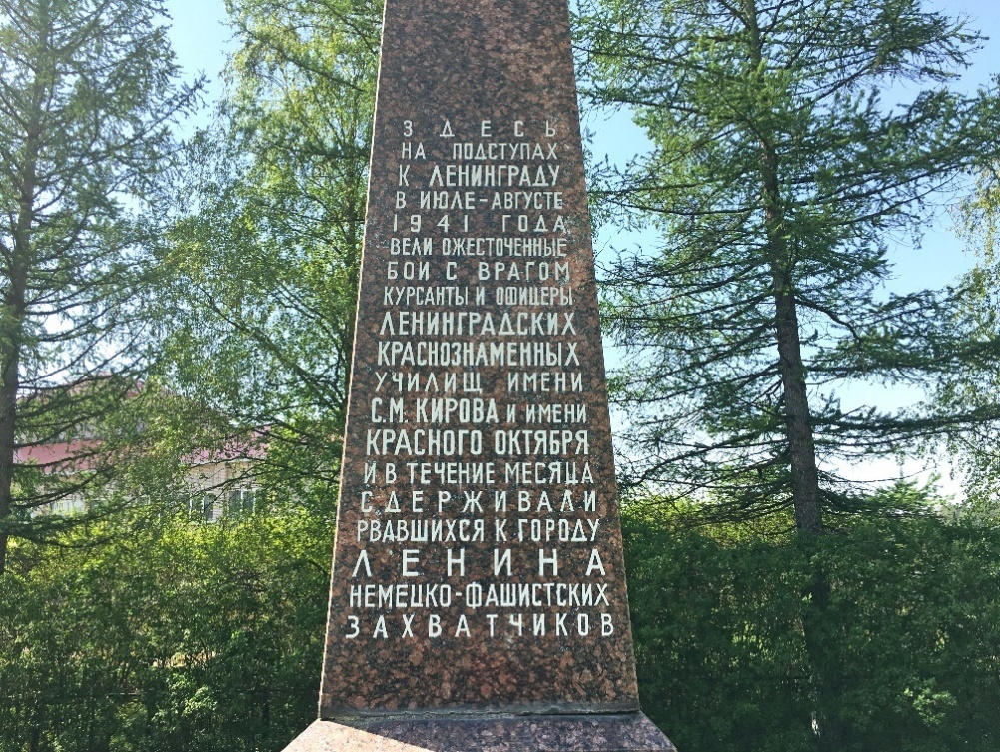 ЗДЕСЬ
НА ПОДСТУПАХ
К ЛЕНИНГРАДУ
В ИЮЛЕ-АВГУСТЕ
1941 ГОДА
ВЕЛИ ОЖЕСТОЧЕННЫЕ
БОИ С ВРАГОМ
КУРСАНТЫ И ОФИЦЕРЫ
ЛЕНИНГРАДСКИХ
КРАСНОЗНАМЕННЫХ
УЧИЛИЩ ИМЕНИ
С.М. КИРОВА И ИМЕНИ
КРАСНОГО ОКТЯБРЯ
И В ТЕЧЕНИЕ МЕСЯЦА
СДЕРЖИВАЛИ
РВАВШИХСЯ К ГОРОДУ
ЛЕНИНА
НЕМЕЦКО-ФАШИСТСКИХ
ЗАХВАТЧИКОВ